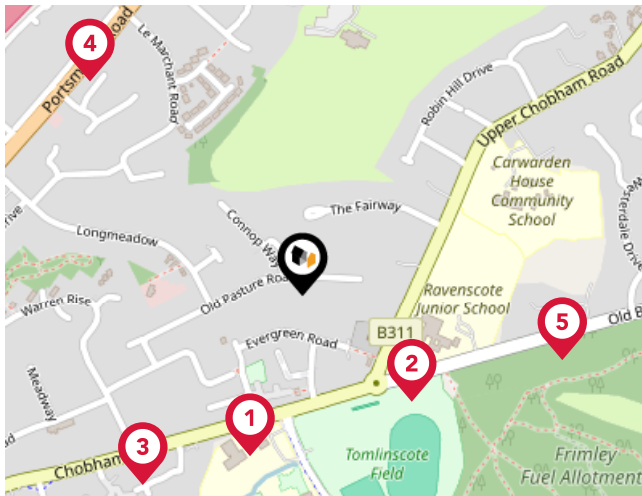 4
Portsm
Road
Le Marchant Road
Robin Hill Drive
Upper Chobham Road
Carwarden
House
Community
School
The Fairway
Connop Way
Longmeadow
Drive
Old Pasture Road
Warren Rise
Ravenscote
Junior School
B311
Evergreen Road
5
Old B
2
Meadway
1
3
Chobham
Tomlinscote
Field
Frimley
Fuel Allotment